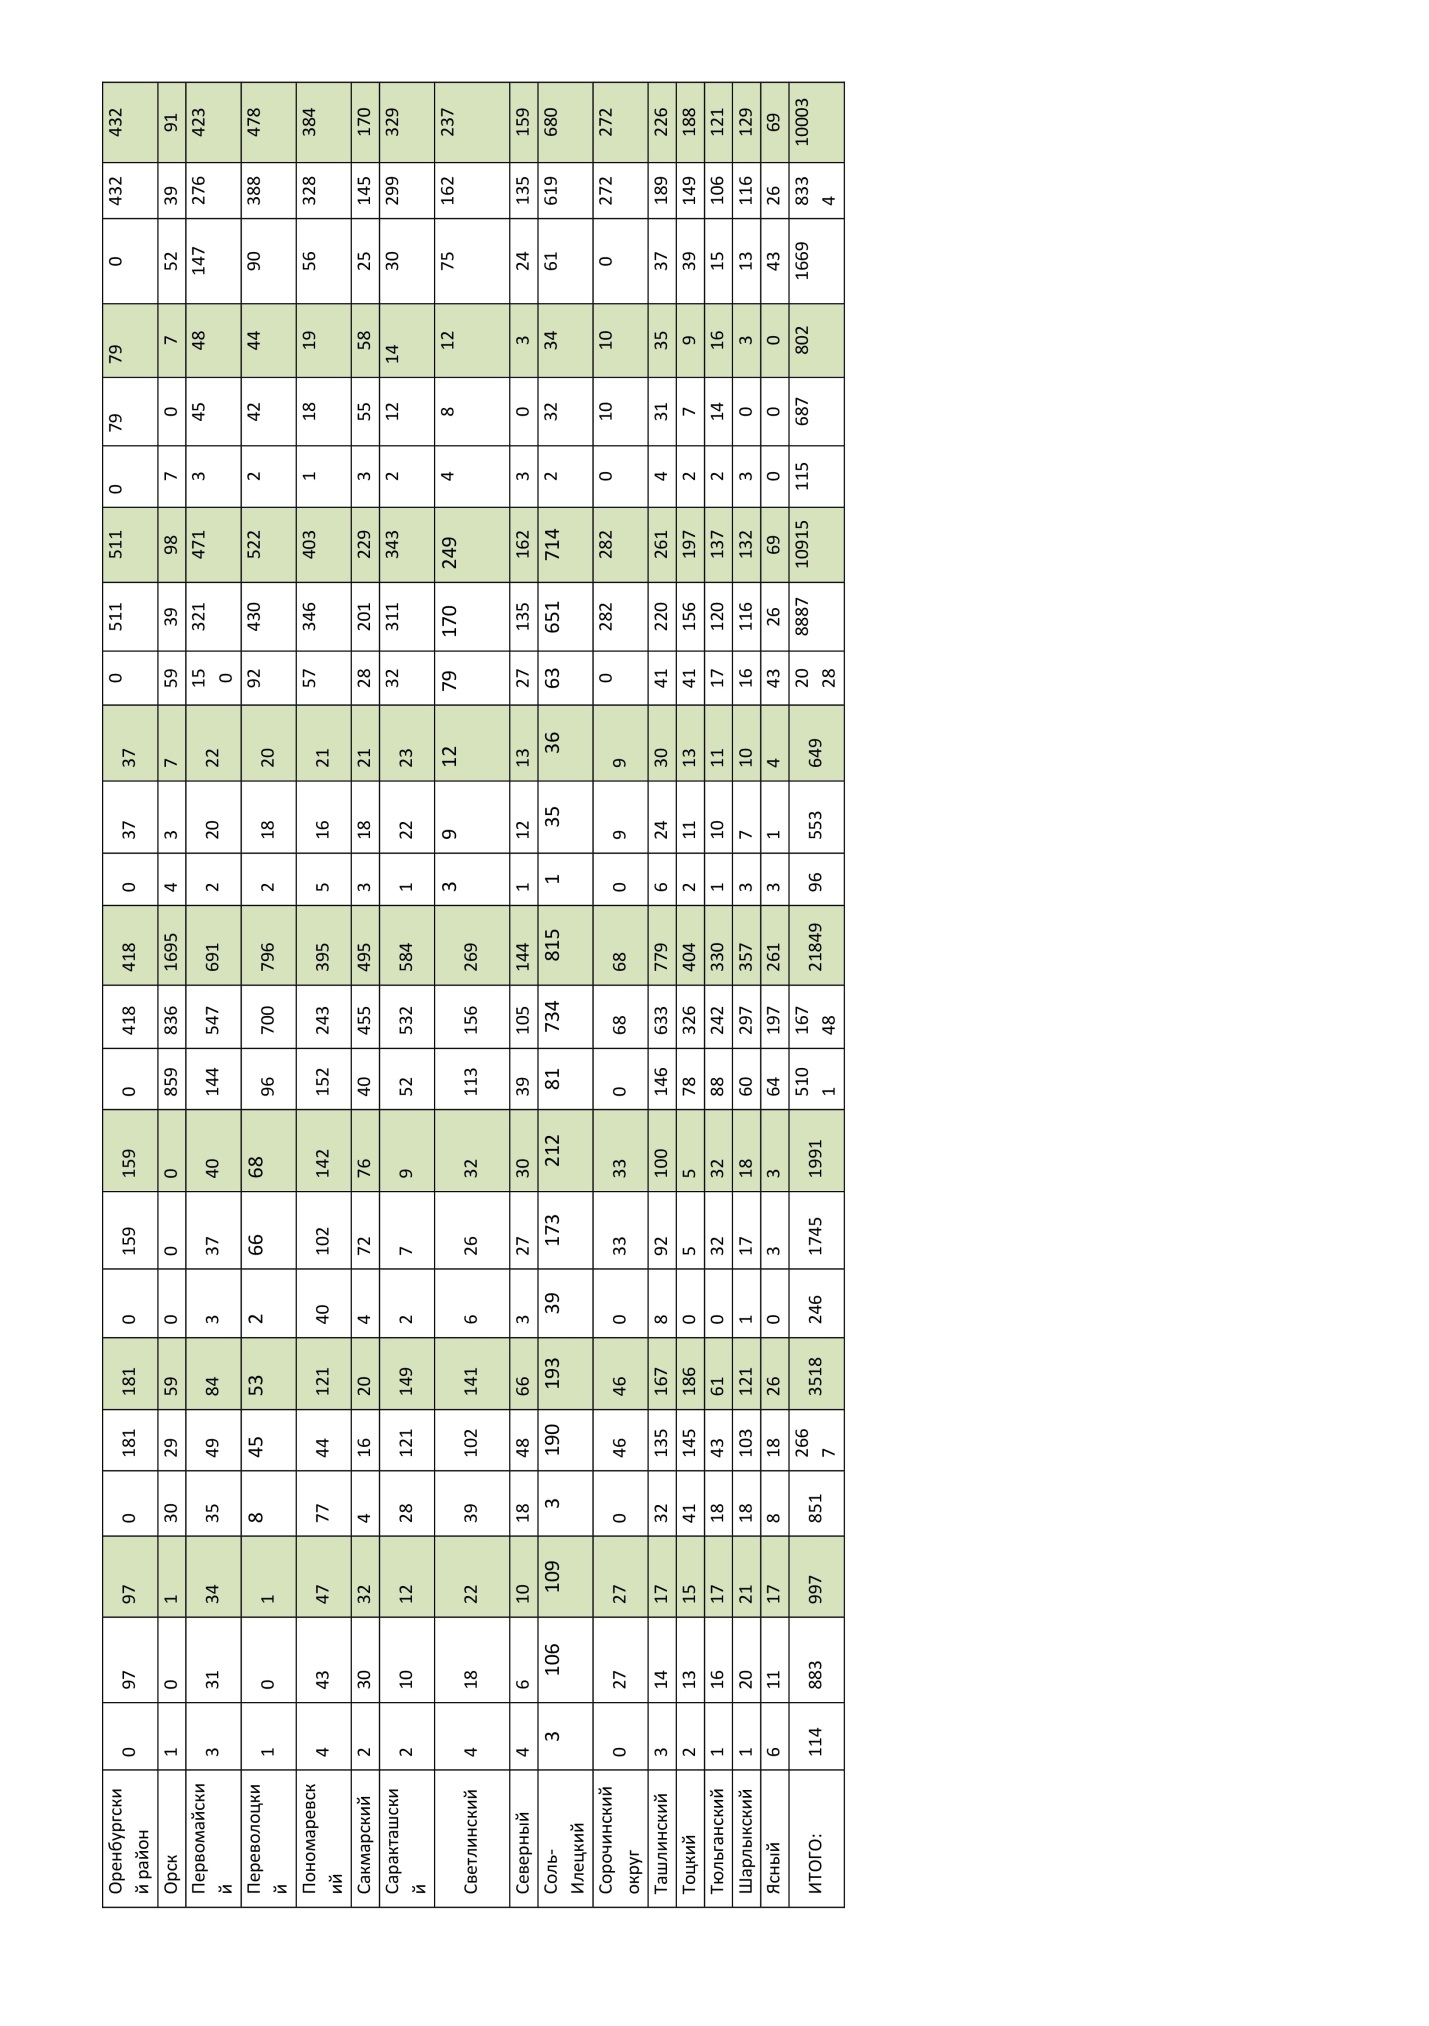 Оренбургски
й район 0 97 97 0 181 181 0 159 159 0 418 418 0 37 37 0 511 511 0 79 79 0 432 432
Орск 1 0 1 30 29 59 0 0 0 859 836 1695 4 3 7 59 39 98 7 0 7 52 39 91
Первомайски
й 3 31 34 35 49 84 3 37 40 144 547 691 2 20 22 15
0 321 471 3 45 48 147 276 423
Переволоцки
й 1 0 1 8 45 53 2 66 68 96 700 796 2 18 20 92 430 522 2 42 44 90 388 478
Пономаревск
ий 4 43 47 77 44 121 40 102 142 152 243 395 5 16 21 57 346 403 1 18 19 56 328 384
Сакмарский 2 30 32 4 16 20 4 72 76 40 455 495 3 18 21 28 201 229 3 55 58 25 145 170
Саракташски
й 2 10 12 28 121 149 2 7 9 52 532 584 1 22 23 32 311 343 2 12 14 30 299 329
Светлинский 4 18 22 39 102 141 6 26 32 113 156 269 3 9 12 79 170 249 4 8 12 75 162 237
Северный 4 6 10 18 48 66 3 27 30 39 105 144 1 12 13 27 135 162 3 0 3 24 135 159
Соль-
Илецкий 3 106 109 3 190 193 39 173 212 81 734 815 1 35 36 63 651 714 2 32 34 61 619 680
Сорочинский
округ 0 27 27 0 46 46 0 33 33 0 68 68 0 9 9 0 282 282 0 10 10 0 272 272
Ташлинский 3 14 17 32 135 167 8 92 100 146 633 779 6 24 30 41 220 261 4 31 35 37 189 226
Тоцкий 2 13 15 41 145 186 0 5 5 78 326 404 2 11 13 41 156 197 2 7 9 39 149 188
Тюльганский 1 16 17 18 43 61 0 32 32 88 242 330 1 10 11 17 120 137 2 14 16 15 106 121
Шарлыкский 1 20 21 18 103 121 1 17 18 60 297 357 3 7 10 16 116 132 3 0 3 13 116 129
Ясный 6 11 17 8 18 26 0 3 3 64 197 261 3 1 4 43 26 69 0 0 0 43 26 69
ИТОГО: 114 883 997 851 266
7 3518 246 1745 1991 510
1 167
48 21849 96 553 649 20
28 8887 10915 115 687 802 1669 833
4 10003